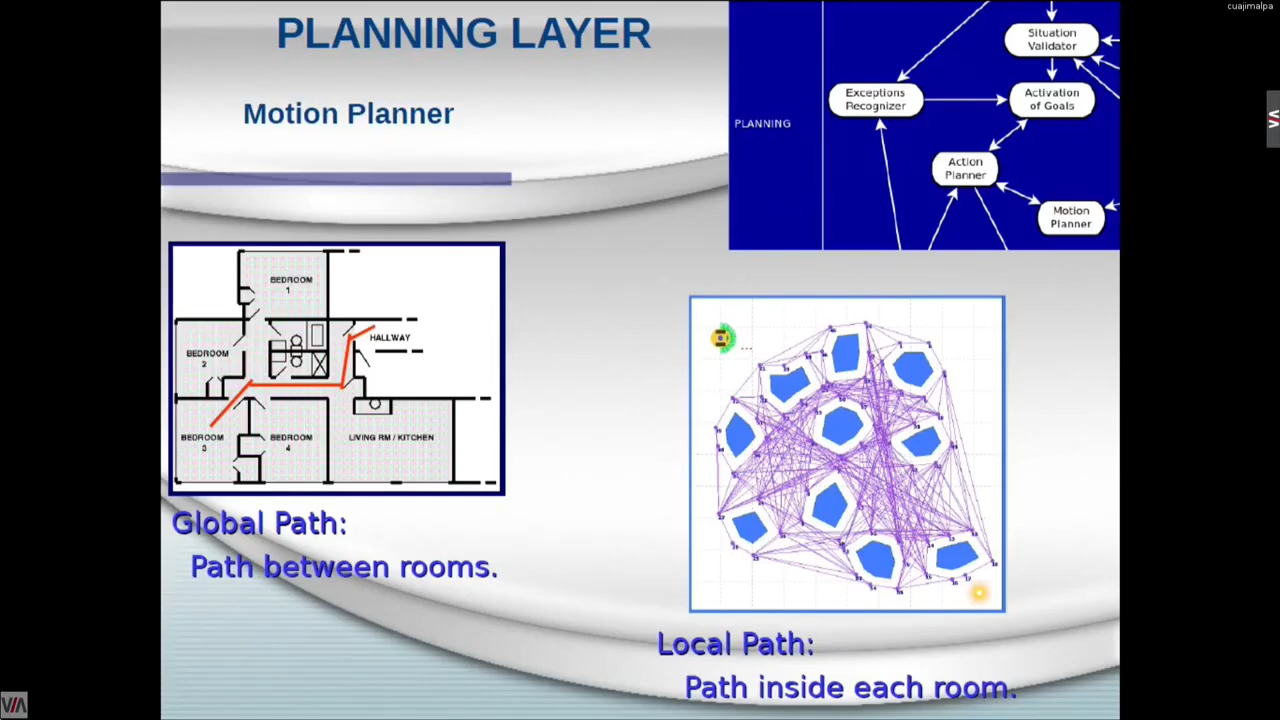 cuajimalpa
PLANNING LAYER
Motion Planner
PLANNING
Situation
Validator
Exceptions
Recognizer
Activation
of Goals
Action
Planner
Motion
Planner
BEDROOM
1
HALLWAY
BEDROOM
2
BEDROOM
3
BEDROOM
4
LIVING RM / KITCHEN
Global Path:
Path between rooms.
Local Path:
Path inside each room.
VIA